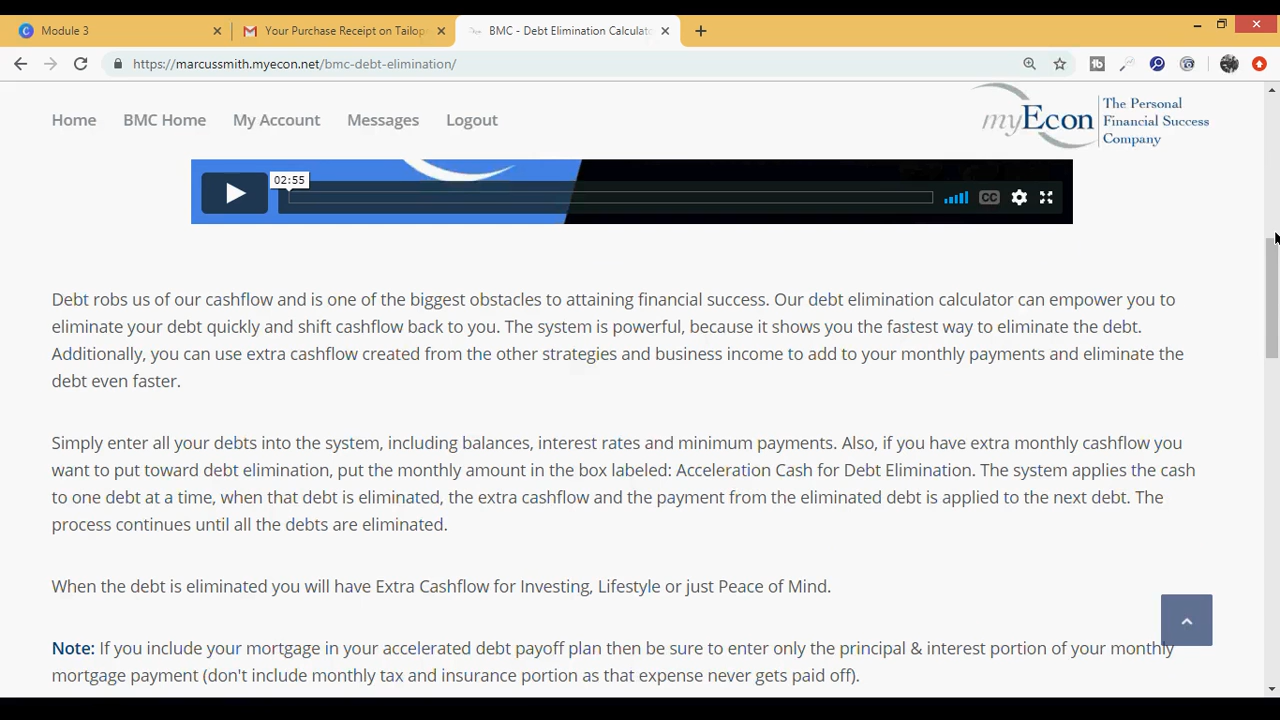 Module 3
Your Purchase Receipt on Tailop
BMC - Debt Elimination Calculato
https://marcussmith.myecon.net/bmc-debt-elimination/
Home BMC Home My Account Messages Logout
myEcon The Personal
Financial Success
Company
02:55
CC
Debt robs us of our cashflow and is one of the biggest obstacles to attaining financial success. Our debt elimination calculator can empower you to
eliminate your debt quickly and shift cashflow back to you. The system is powerful, because it shows you the fastest way to eliminate the debt.
Additionally, you can use extra cashflow created from the other strategies and business income to add to your monthly payments and eliminate the
debt even faster.
Simply enter all your debts into the system, including balances, interest rates and minimum payments. Also, if you have extra monthly cashflow you
want to put toward debt elimination, put the monthly amount in the box labeled: Acceleration Cash for Debt Elimination. The system applies the cash
to one debt at a time, when that debt is eliminated, the extra cashflow and the payment from the eliminated debt is applied to the next debt. The
process continues until all the debts are eliminated.
When the debt is eliminated you will have Extra Cashflow for Investing, Lifestyle or just Peace of Mind.
Note: If you include your mortgage in your accelerated debt payoff plan then be sure to enter only the principal & interest portion of your monthly
mortgage payment (don't include monthly tax and insurance portion as that expense never gets paid off).